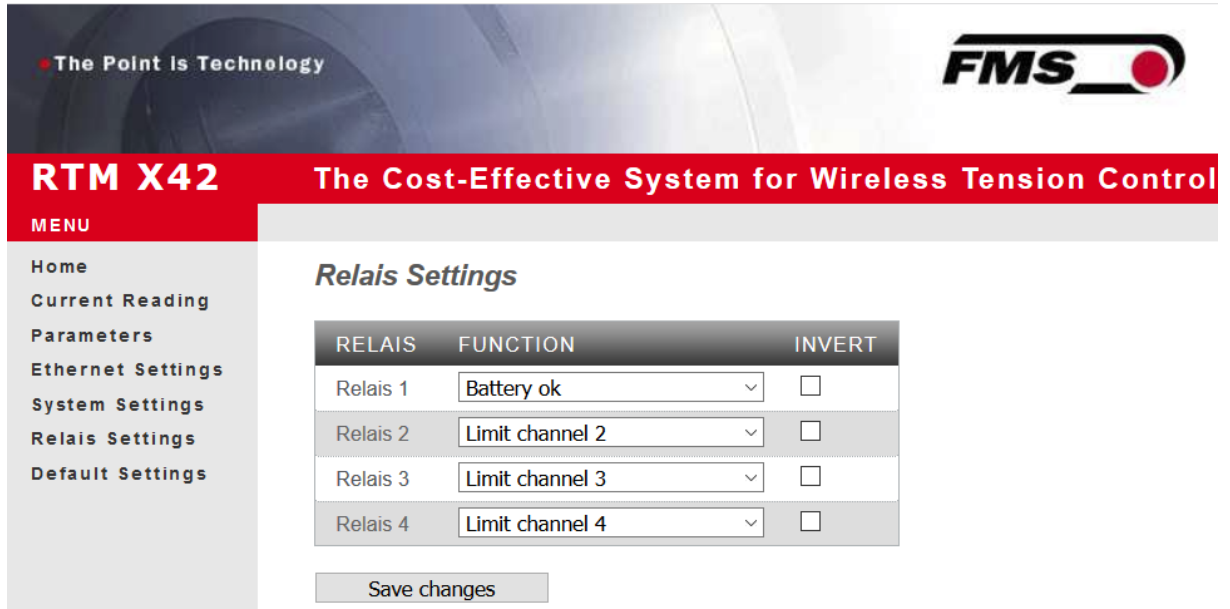 The Point is Technology
FMS
RTM X42 The Cost-Effective System for Wireless Tension Control
MENU
Home
Current Reading
Parameters
Ethernet Settings
System Settings
Relais Settings
Default Settings
Relais Settings
RELAIS FUNCTION INVERT
Relais 1 Battery ok
Relais 2 Limit channel 2
Relais 3 Limit channel 3
Relais 4 Limit channel 4
Save changes